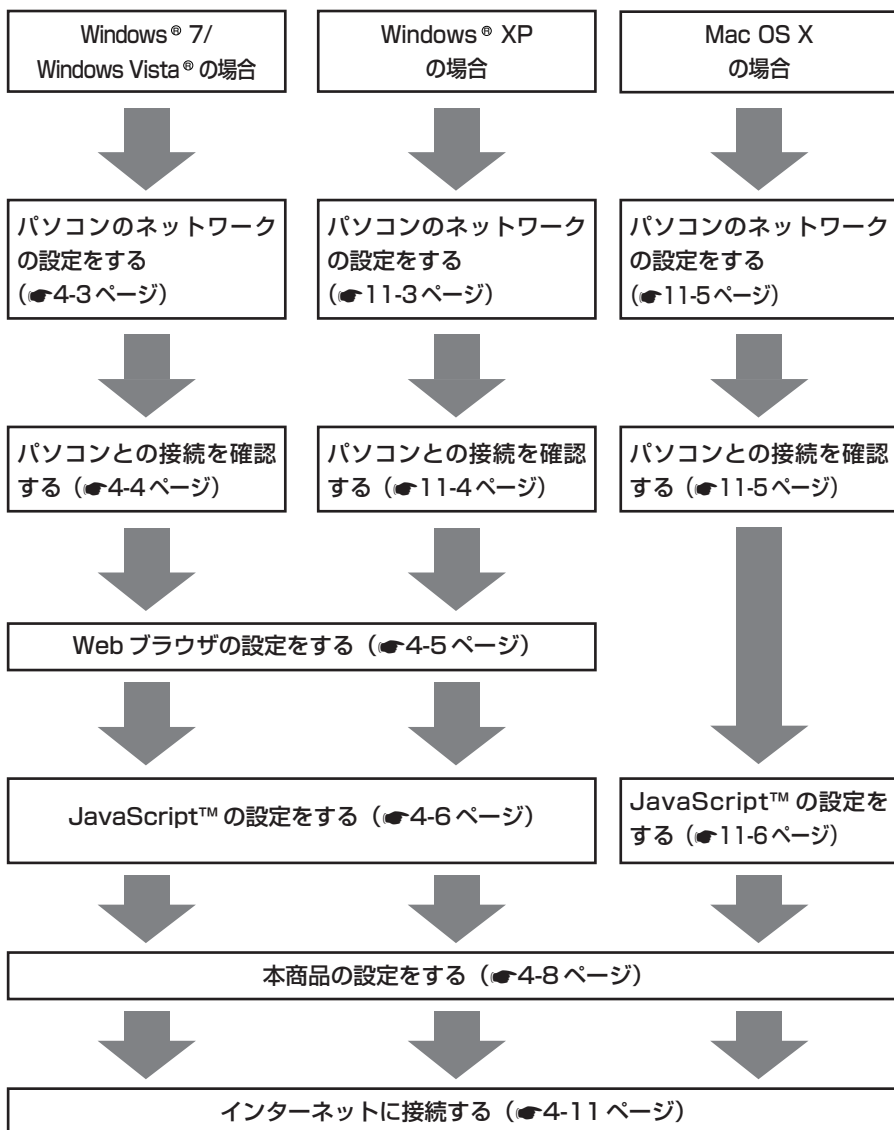 Windows® 7/
Windows Vista® の場合
Windows® XP
の場合
Mac OS X
の場合
パソコンのネットワーク
の設定をする
(☛4-3ページ)
パソコンのネットワーク
の設定をする
(☛11-3ページ)
パソコンのネットワーク
の設定をする
(☛11-5ページ)
パソコンとの接続を確認
する（☛4-4ページ）
パソコンとの接続を確認
する（☛11-4ページ）
パソコンとの接続を確認
する（☛11-5ページ）
Web ブラウザの設定をする（☛4-5ページ）
JavaScript™ の設定をする（☛4-6ページ）
JavaScript™ の設定を
する（☛11-6ページ）
本商品の設定をする（☛4-8ページ）
インターネットに接続する（☛4-11ページ）